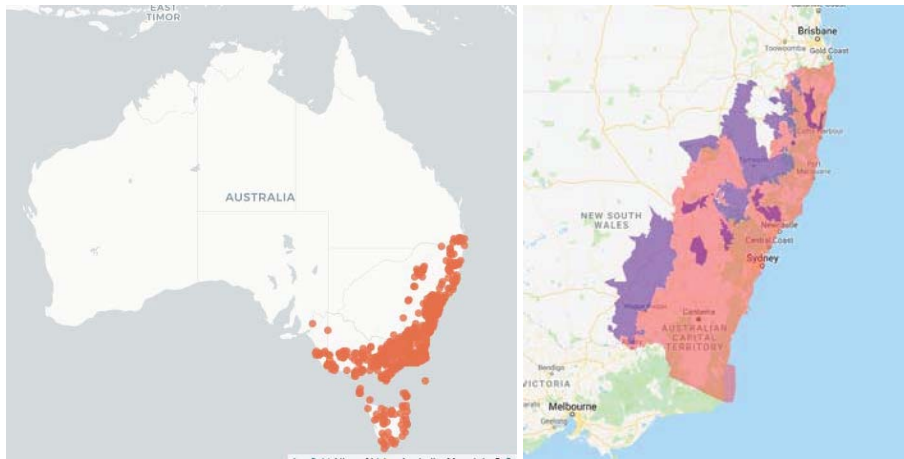 EAST
TIMOR
AUSTRALIA
Brisbane
Toowoomba
Gold Coast
Coffs Harbour
Port
Macquarie
NEW SOUTH
WALES
Newcastle
Central Coast
Sydney
Canberra
AUSTRALIAN
CAPITAL
TERRITORY
Bendigo
VICTORIA
Melbourne
Geelong